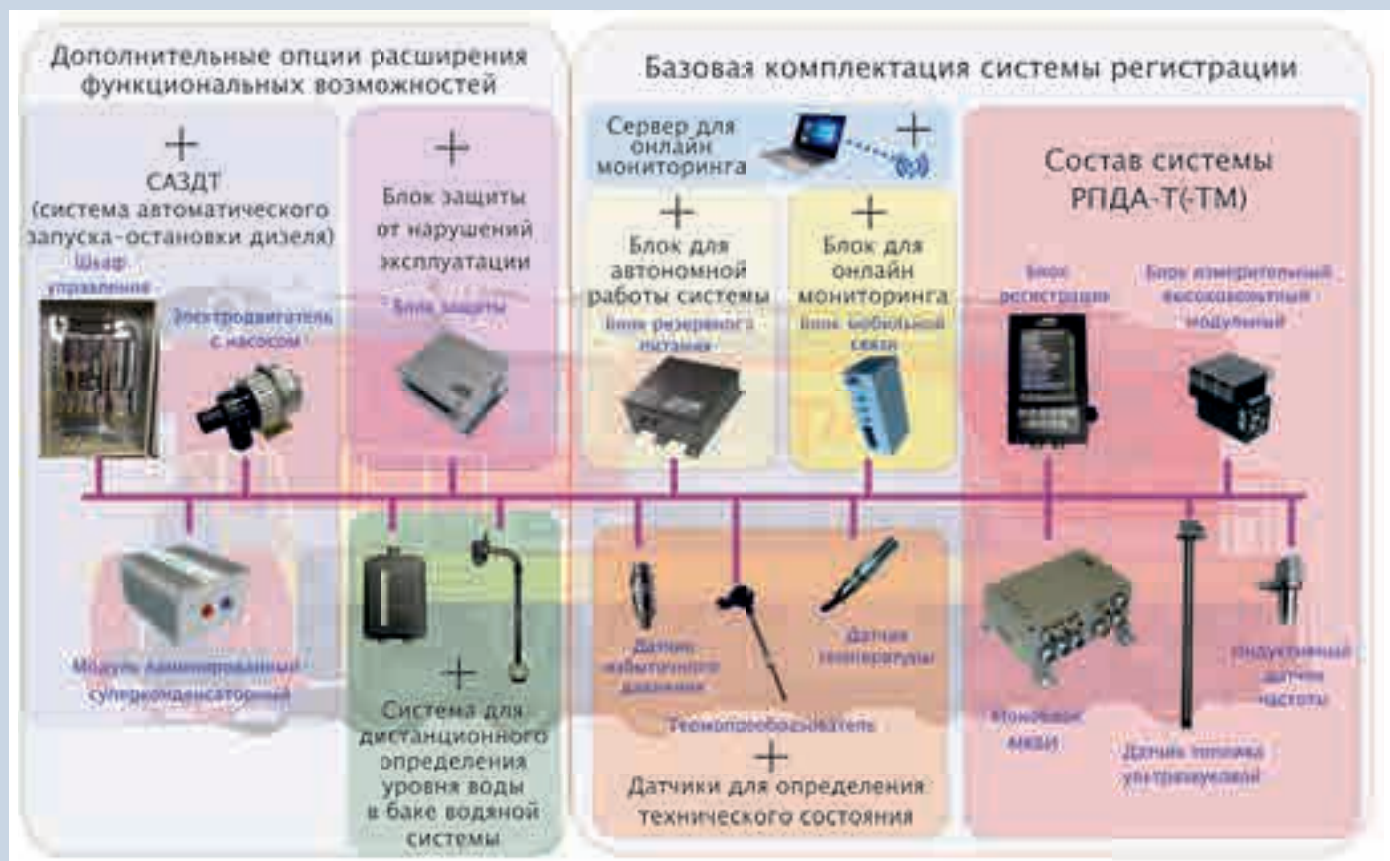 Дополнительные опции расширения
функциональных возможностей
+
САЗДТ
(система автоматического
запуска-остановки дизеля)
Шкаф
управления
Электродвигатель
с насосом
Модуль ламинированный
суперконденсаторный
+
Блок защиты
от нарушений
эксплуатации
Блок защиты
+
Система для
дистанционного
определения
уровня воды
в баке водяной
системы
Базовая комплектация системы регистрации
Сервер для
онлайн
мониторинга
+
+
Блок для
автономной
работы системы
Блок резервного
питания
+
Блок для
онлайн
мониторинга
Блок мобильной
связи
Датчик
избыточного
давления
Термопреобразователь
Датчик
температуры
+
Датчики для определения
технического состояния
Состав системы
РПДА-Т(-ТМ)
Блок
регистрации
Блок измерительный
высоковольтный
модульный
Датчик топлива
ультразвуковой
Индуктивный
датчик
частоты